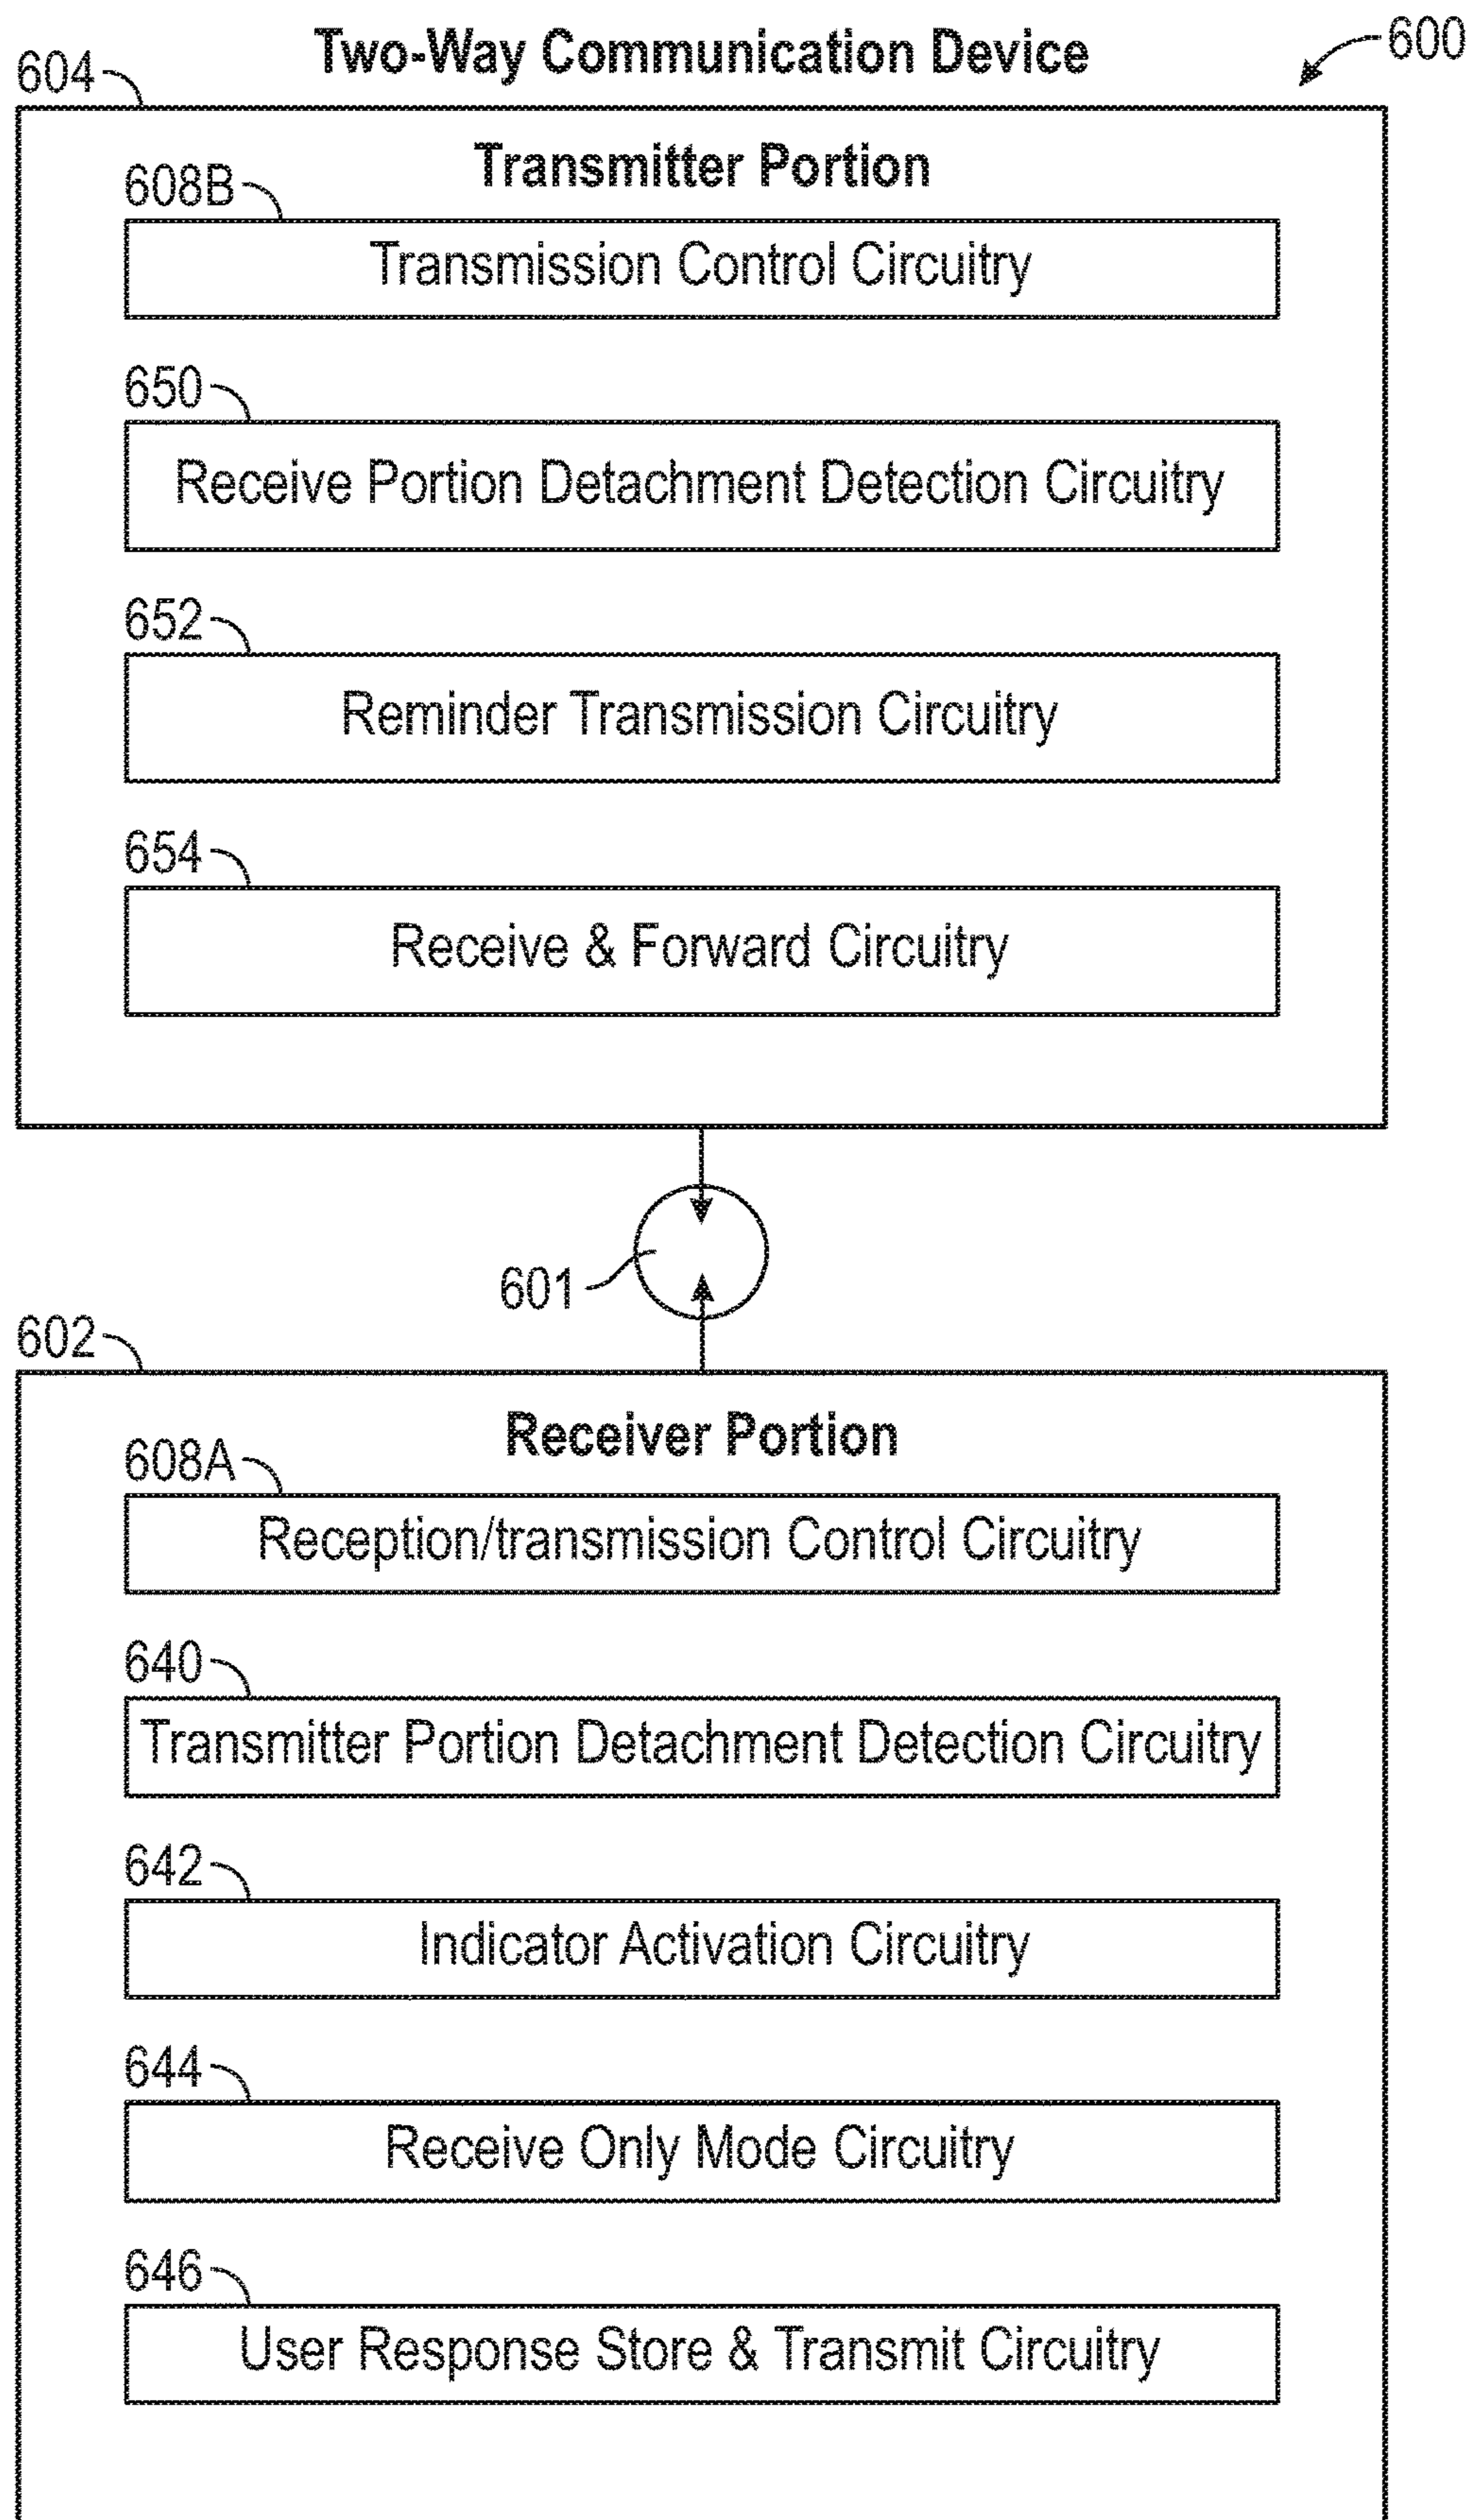 Two-Way Communication Device
600
604
Transmitter Portion
608B
Transmission Control Circuitry
650
Receive Portion Detachment Detection Circuitry
652
Reminder Transmission Circuitry
654
Receive & Forward Circuitry
601
602
Receiver Portion
608A
Reception/transmission Control Circuitry
640
Transmitter Portion Detachment Detection Circuitry
642
Indicator Activation Circuitry
644
Receive Only Mode Circuitry
646
User Response Store & Transmit Circuitry